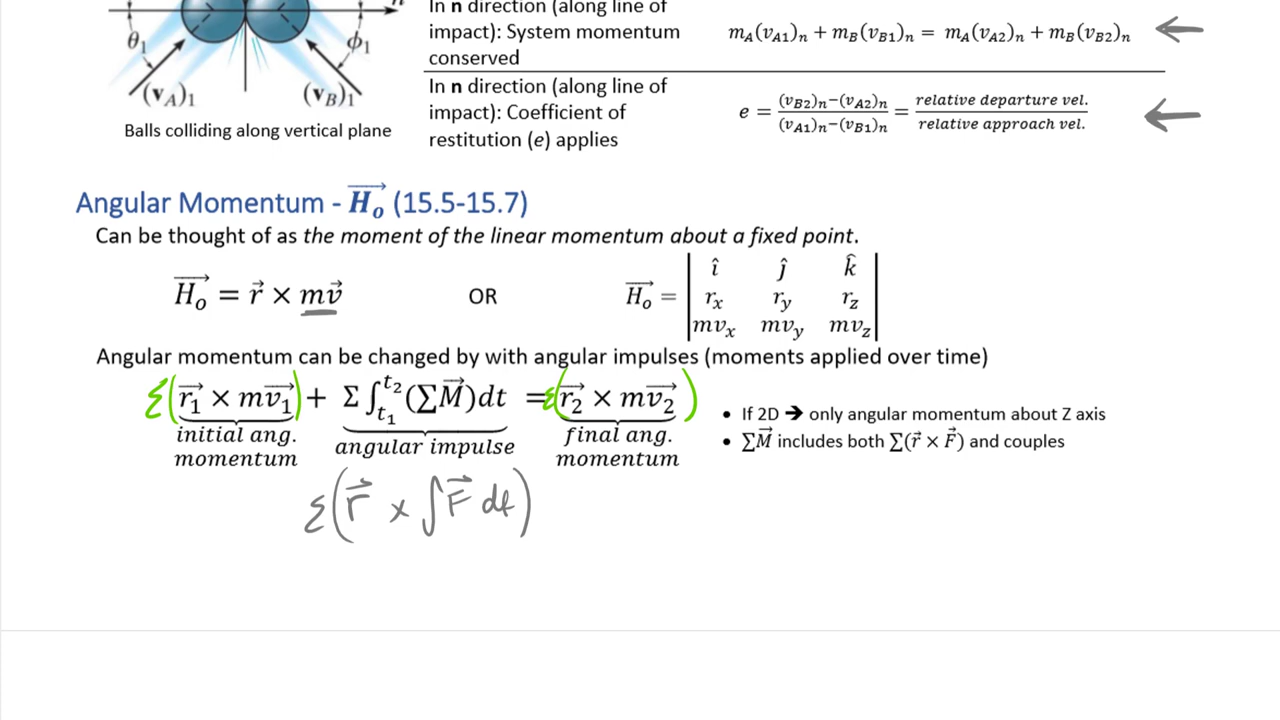 In n direction (along line of
impact): System momentum
conserved
m_A(v_A1)_n + m_B(v_B1)_n = m_A(v_A2)_n + m_B(v_B2)_n
θ₁
ϕ₁
(v_A)₁
(v_B)₁
Balls colliding along vertical plane
In n direction (along line of
impact): Coefficient of
restitution (e) applies
e = (v_B2)_n−(v_A2)_n / (v_A1)_n−(v_B1)_n = relative departure vel. / relative approach vel.
Angular Momentum - H⃗ₒ (15.5-15.7)
Can be thought of as the moment of the linear momentum about a fixed point.
H⃗ₒ = r⃗ × mv⃗
OR
H⃗ₒ = | î ĵ k̂ |
| r_x r_y r_z |
| mv_x mv_y mv_z |
Angular momentum can be changed by with angular impulses (moments applied over time)
Σ(r₁⃗ × mv₁⃗) + Σ ∫_t₁^t₂ (ΣM⃗)dt = Σ(r₂⃗ × mv₂⃗)
initial ang. momentum
angular impulse
final ang. momentum
• If 2D ➔ only angular momentum about Z axis
• ΣM⃗ includes both Σ(r⃗ × F⃗) and couples
Σ(r⃗ × ∫F⃗ dt)